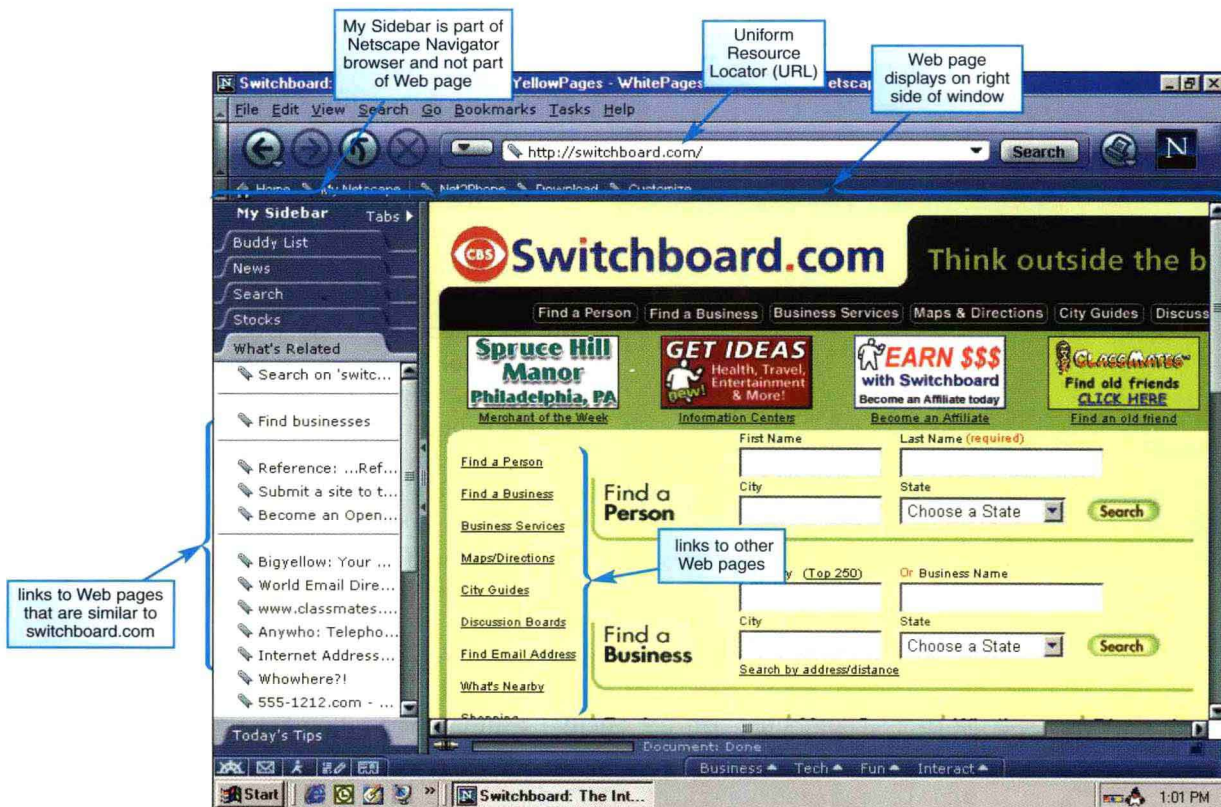 My Sidebar is part of
Netscape Navigator
browser and not part
of Web page
Uniform
Resource
Locator (URL)
Web page
displays on right
side of window
Switchboard: YellowPages - WhitePages etscap
File Edit View Search Go Bookmarks Tasks Help
http://switchboard.com/
Search
N
Home My Netscape Net2Phone Download Customize
My Sidebar Tabs
Buddy List
News
Search
Stocks
What's Related
Search on 'switc...
Find businesses
Reference: ...Ref...
Submit a site to t...
Become an Open...
Bigyellow: Your ...
World Email Dire...
www.classmates....
Anywho: Telepho...
Internet Address...
Whowhere?!
555-1212.com - ...
Today's Tips
links to Web pages
that are similar to
switchboard.com
CBS Switchboard.com Think outside the b
Find a Person Find a Business Business Services Maps & Directions City Guides Discuss
Spruce Hill
Manor
Philadelphia, PA
Merchant of the Week
GET IDEAS
Health, Travel,
Entertainment
& More!
new!
Information Centers
EARN $$$
with Switchboard
Become an Affiliate today
Become an Affiliate
CLASSMATES
Find old friends
CLICK HERE
Find an old friend
Find a Person
Find a Business
Business Services
Maps/Directions
City Guides
Discussion Boards
Find Email Address
What's Nearby
Shopping
links to other
Web pages
Find a
Person
First Name Last Name (required)
City State
Choose a State Search
Find a
Business
y (Top 250) Or Business Name
City State
Choose a State Search
Search by address/distance
Document: Done
Business Tech Fun Interact
Start » Switchboard: The Int... 1:01 PM